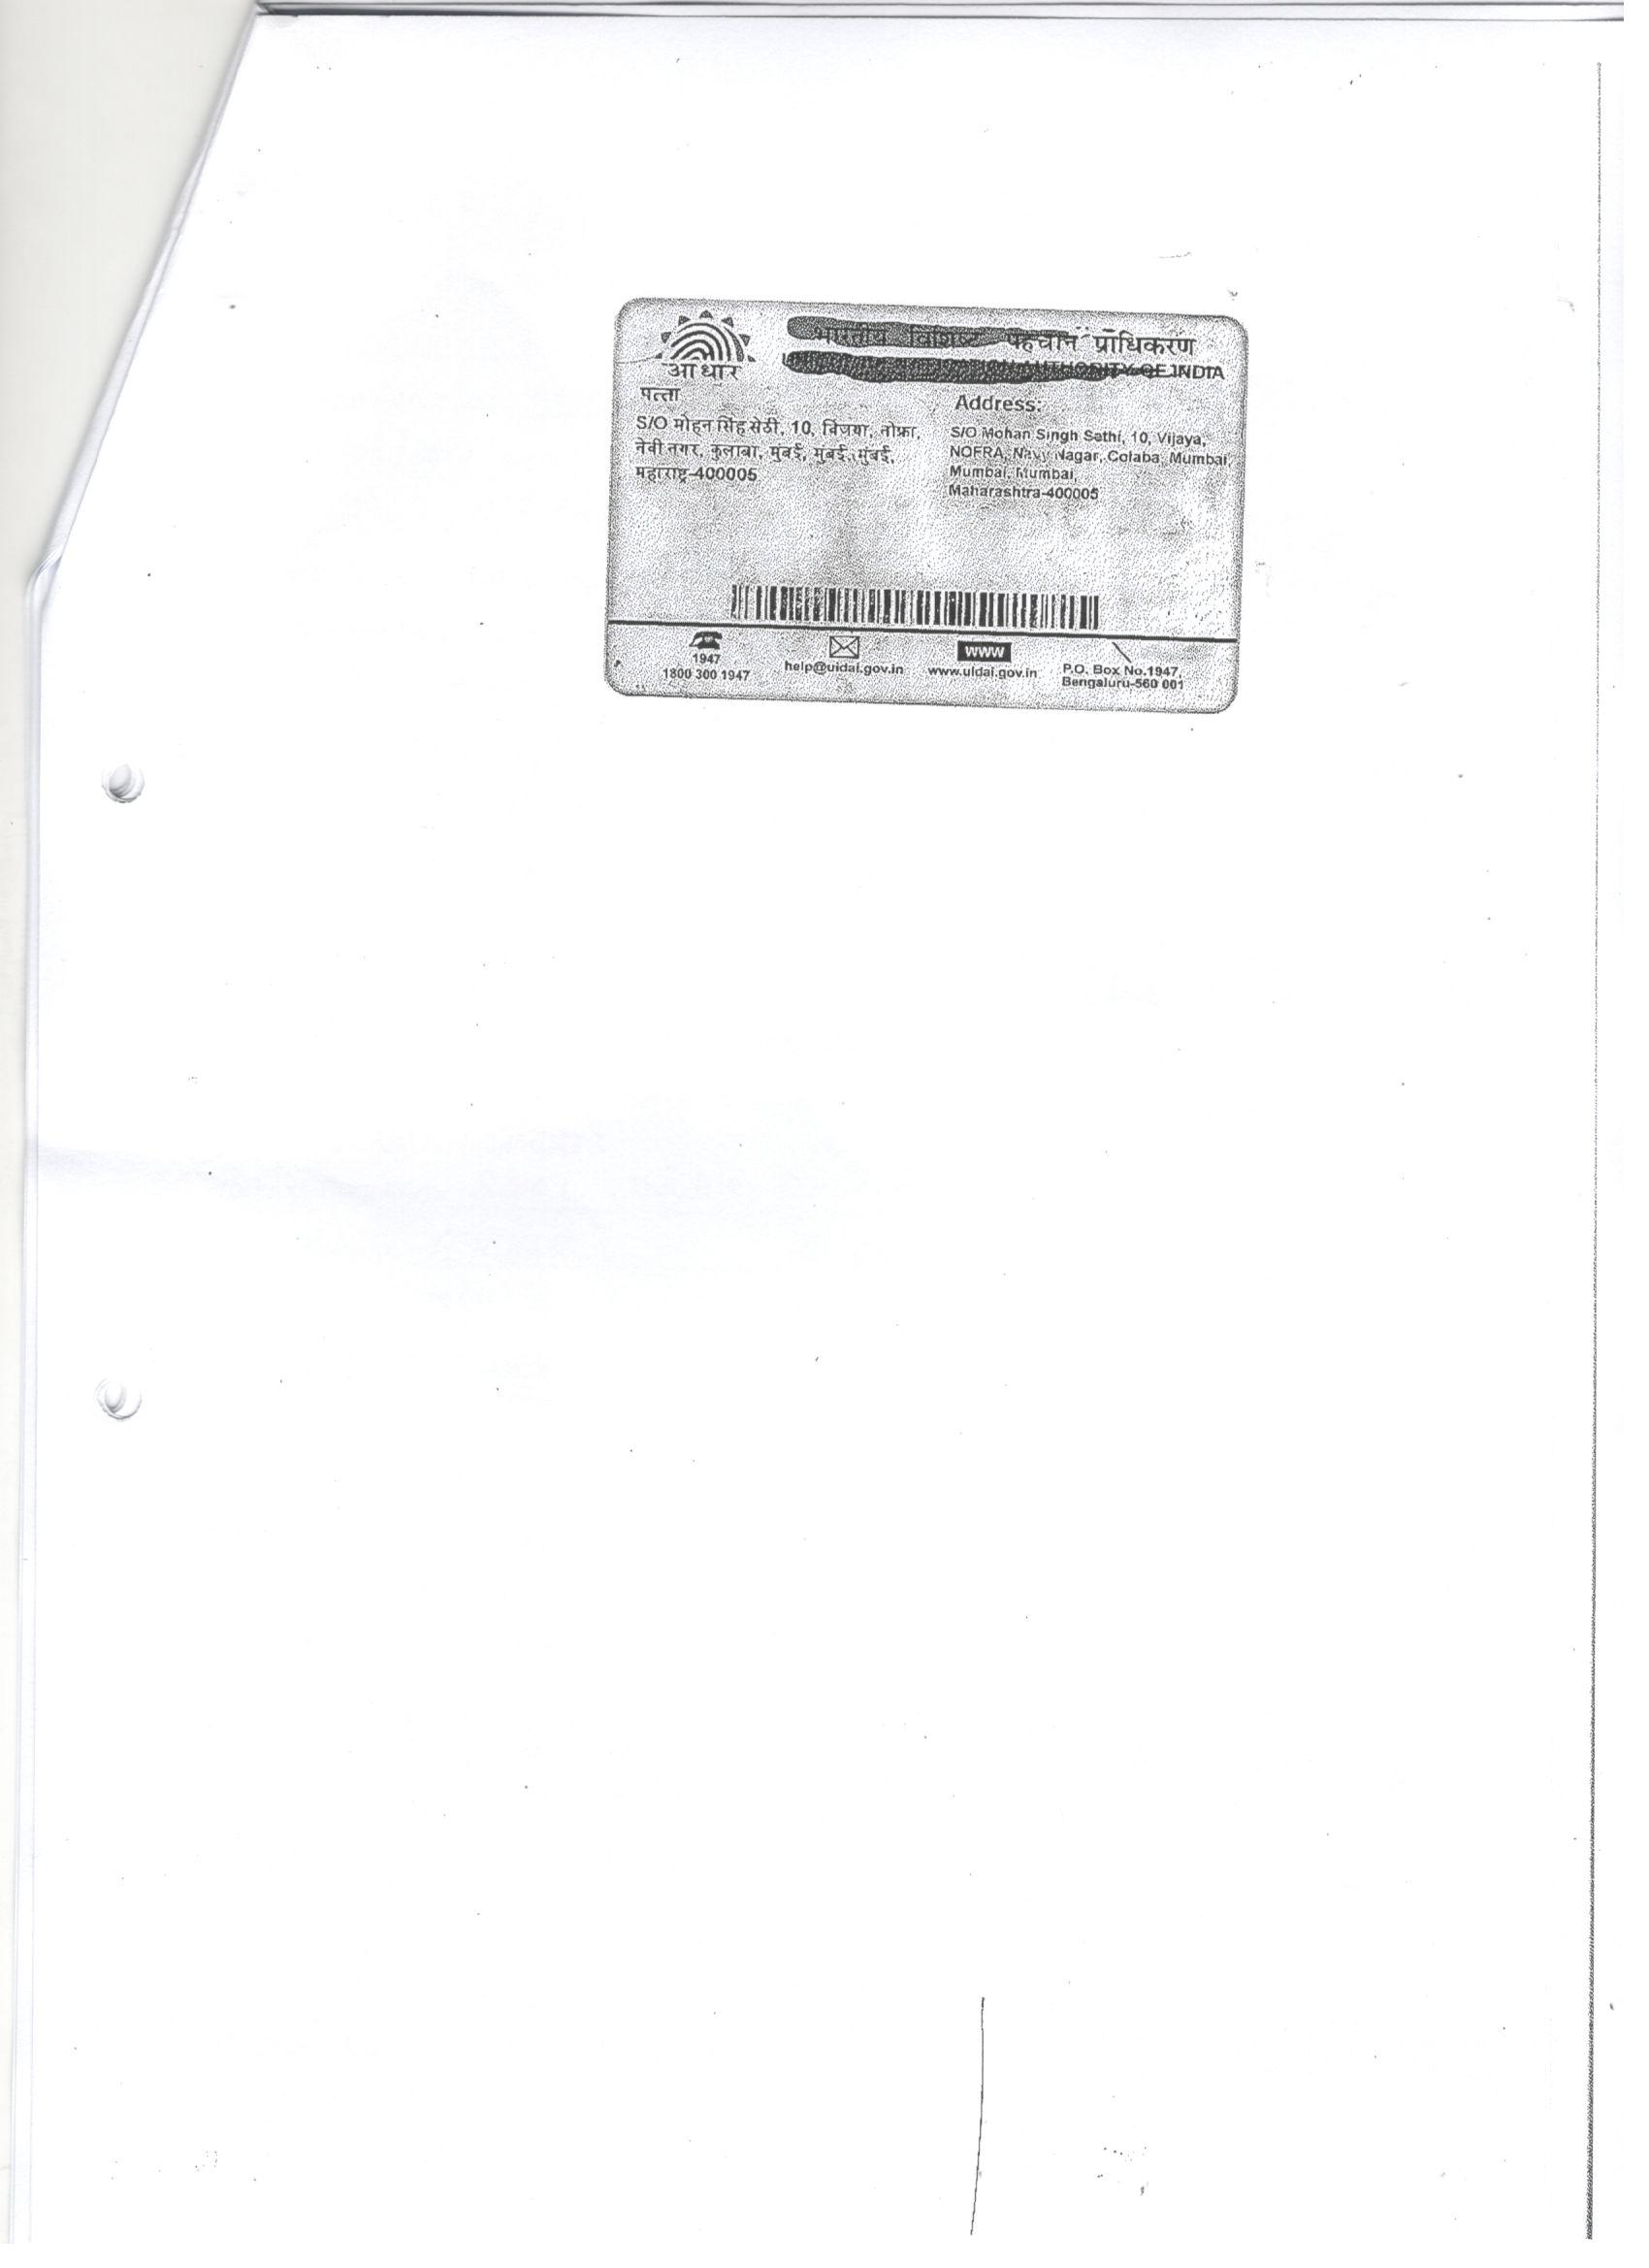 आधार
भारतीय विशिष्ट पहचान प्राधिकरण
AUTHORITY OF INDIA
पत्ता
S/O मोहन सिंह सेठी, 10, विजया, नोफ्रा,
नेवी नगर, कुलाबा, मुंबई, मुंबई, मुंबई,
महाराष्ट्र-400005
Address:
S/O Mohan Singh Sethi, 10, Vijaya,
NOFRA, Navy Nagar, Colaba, Mumbai,
Mumbai, Mumbai,
Maharashtra-400005
1947
1800 300 1947
help@uidai.gov.in
WWW
www.uidai.gov.in
P.O. Box No.1947,
Bengaluru-560 001